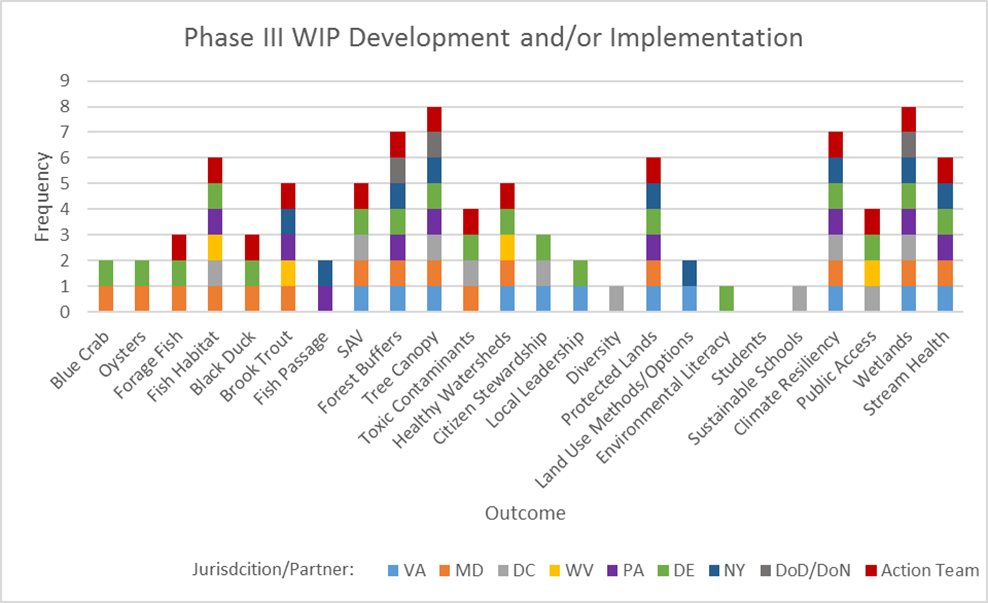 Phase III WIP Development and/or Implementation
9
8
7
6
5
4
3
2
1
0
Frequency
Blue Crab
Oysters
Forage Fish
Fish Habitat
Black Duck
Brook Trout
Fish Passage
SAV
Forest Buffers
Tree Canopy
Toxic Contaminants
Healthy Watersheds
Citizen Stewardship
Local Leadership
Diversity
Protected Lands
Land Use Methods/Options
Environmental Literacy
Students
Sustainable Schools
Climate Resiliency
Public Access
Wetlands
Stream Health
Outcome
Jurisdcition/Partner: VA MD DC WV PA DE NY DoD/DoN Action Team